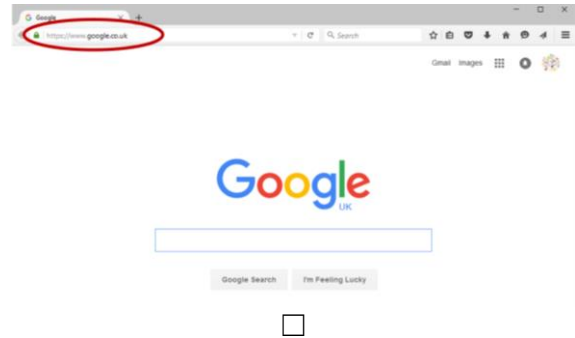 Google
https://www.google.co.uk
Search
Gmail Images
Google
UK
Google Search I'm Feeling Lucky